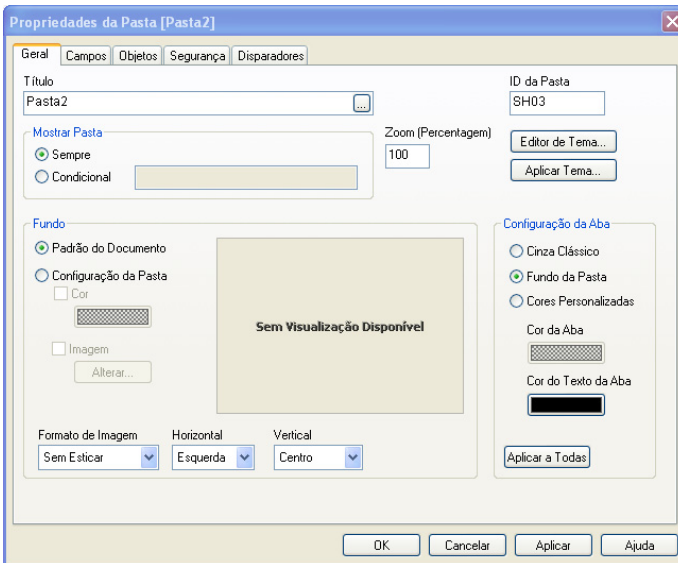 Propriedades da Pasta [Pasta2]
Geral Campos Objetos Segurança Disparadores
Título
Pasta2 ...
ID da Pasta
SH03
Mostrar Pasta
Sempre
Condicional
Zoom (Percentagem)
100
Editor de Tema...
Aplicar Tema...
Fundo
Padrão do Documento
Configuração da Pasta
Cor
Imagem
Alterar...
Sem Visualização Disponível
Formato de Imagem Horizontal Vertical
Sem Esticar Esquerda Centro
Configuração da Aba
Cinza Clássico
Fundo da Pasta
Cores Personalizadas
Cor da Aba
Cor do Texto da Aba
Aplicar a Todas
OK Cancelar Aplicar Ajuda